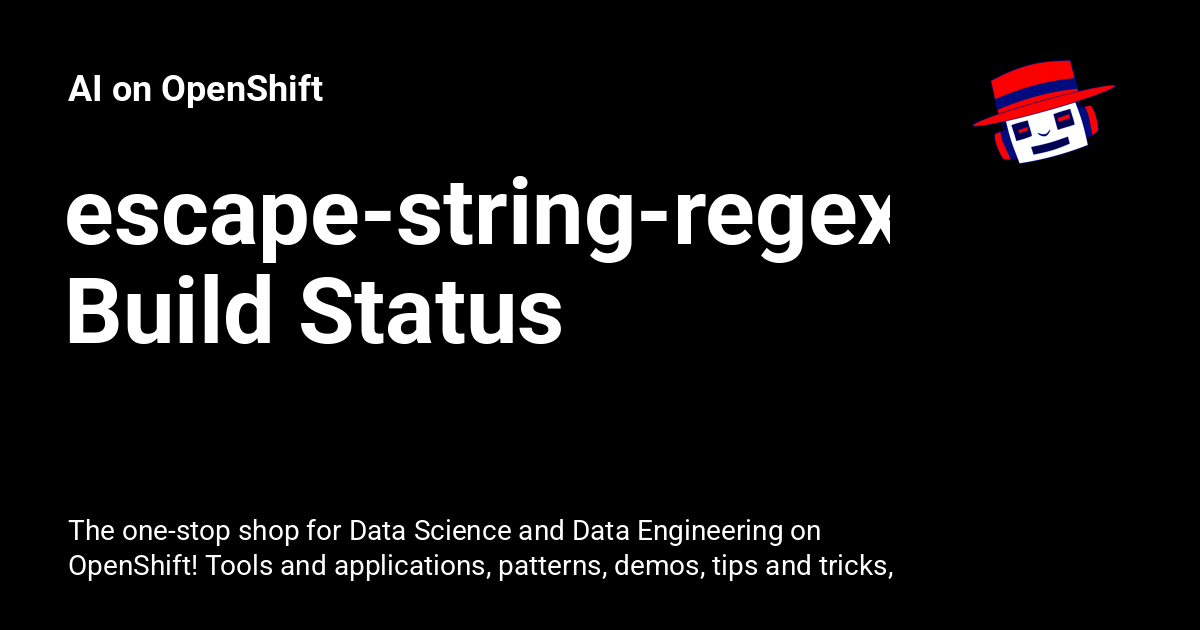 AI on OpenShift
escape-string-regex
Build Status
The one-stop shop for Data Science and Data Engineering on
OpenShift! Tools and applications, patterns, demos, tips and tricks,